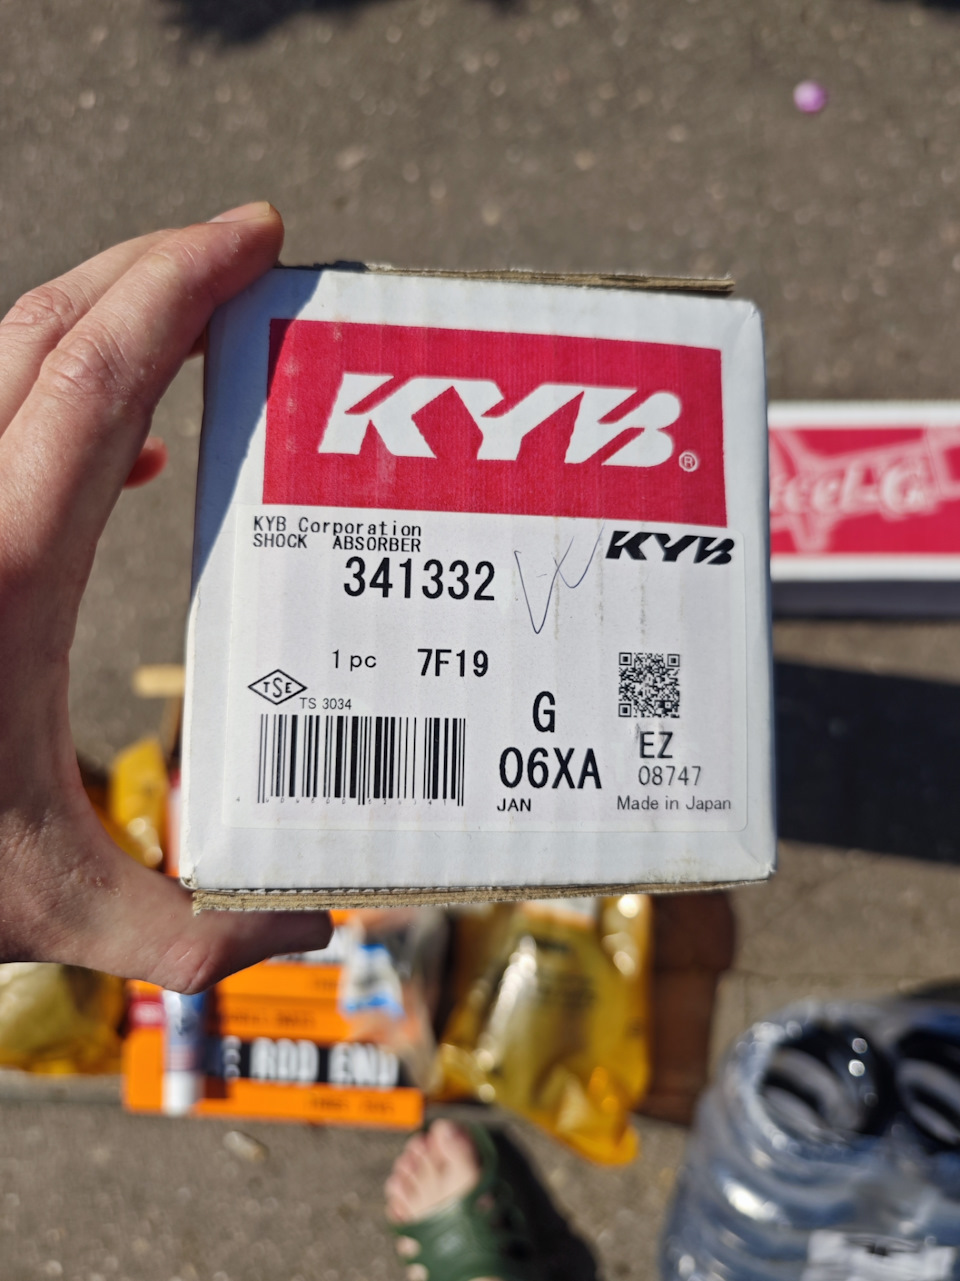 KYB®
KYB Corporation
SHOCK ABSORBER
KYB
341332
1 pc 7F19
TSE
TS 3034
G
06XA
JAN
EZ
08747
Made in Japan
ROD END